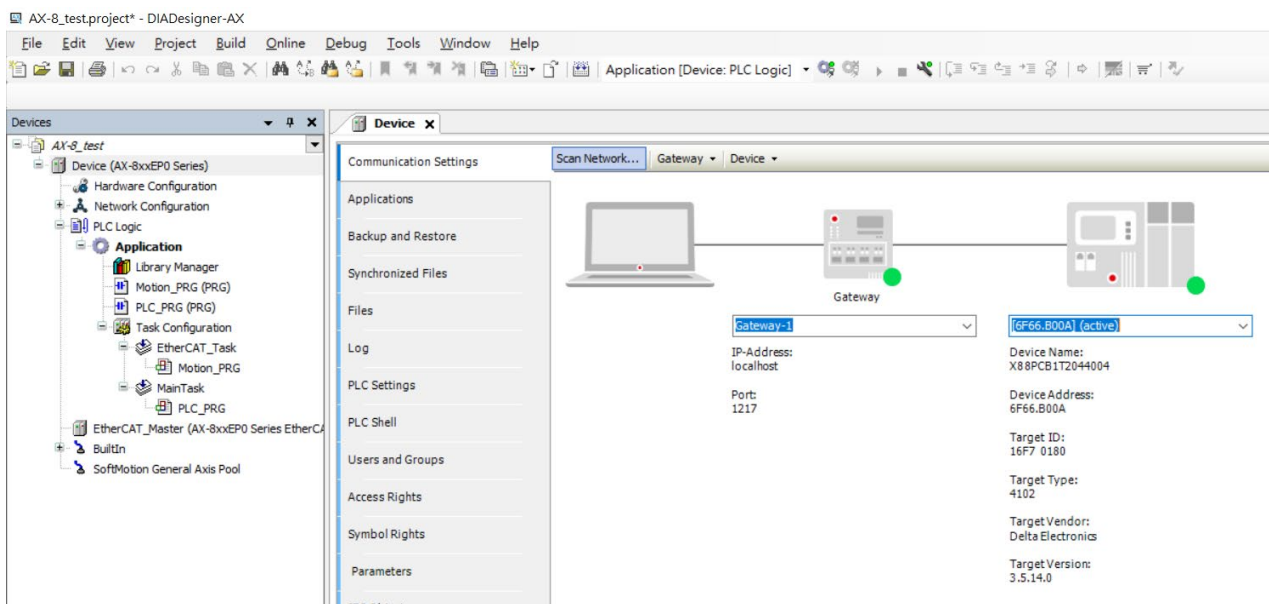 AX-8_test.project* - DIADesigner-AX
File Edit View Project Build Online Debug Tools Window Help
Application [Device: PLC Logic]
Devices
AX-8_test
Device (AX-8xxEP0 Series)
Hardware Configuration
Network Configuration
PLC Logic
Application
Library Manager
Motion_PRG (PRG)
PLC_PRG (PRG)
Task Configuration
EtherCAT_Task
Motion_PRG
MainTask
PLC_PRG
EtherCAT_Master (AX-8xxEP0 Series EtherCA
BuiltIn
SoftMotion General Axis Pool
Device
Communication Settings
Applications
Backup and Restore
Synchronized Files
Files
Log
PLC Settings
PLC Shell
Users and Groups
Access Rights
Symbol Rights
Parameters
Scan Network... Gateway Device
Gateway
Gateway-1
IP-Address:
localhost
Port:
1217
[6F66.B00A] (active)
Device Name:
X88PCB1T2044004
Device Address:
6F66.B00A
Target ID:
16F7 0180
Target Type:
4102
Target Vendor:
Delta Electronics
Target Version:
3.5.14.0